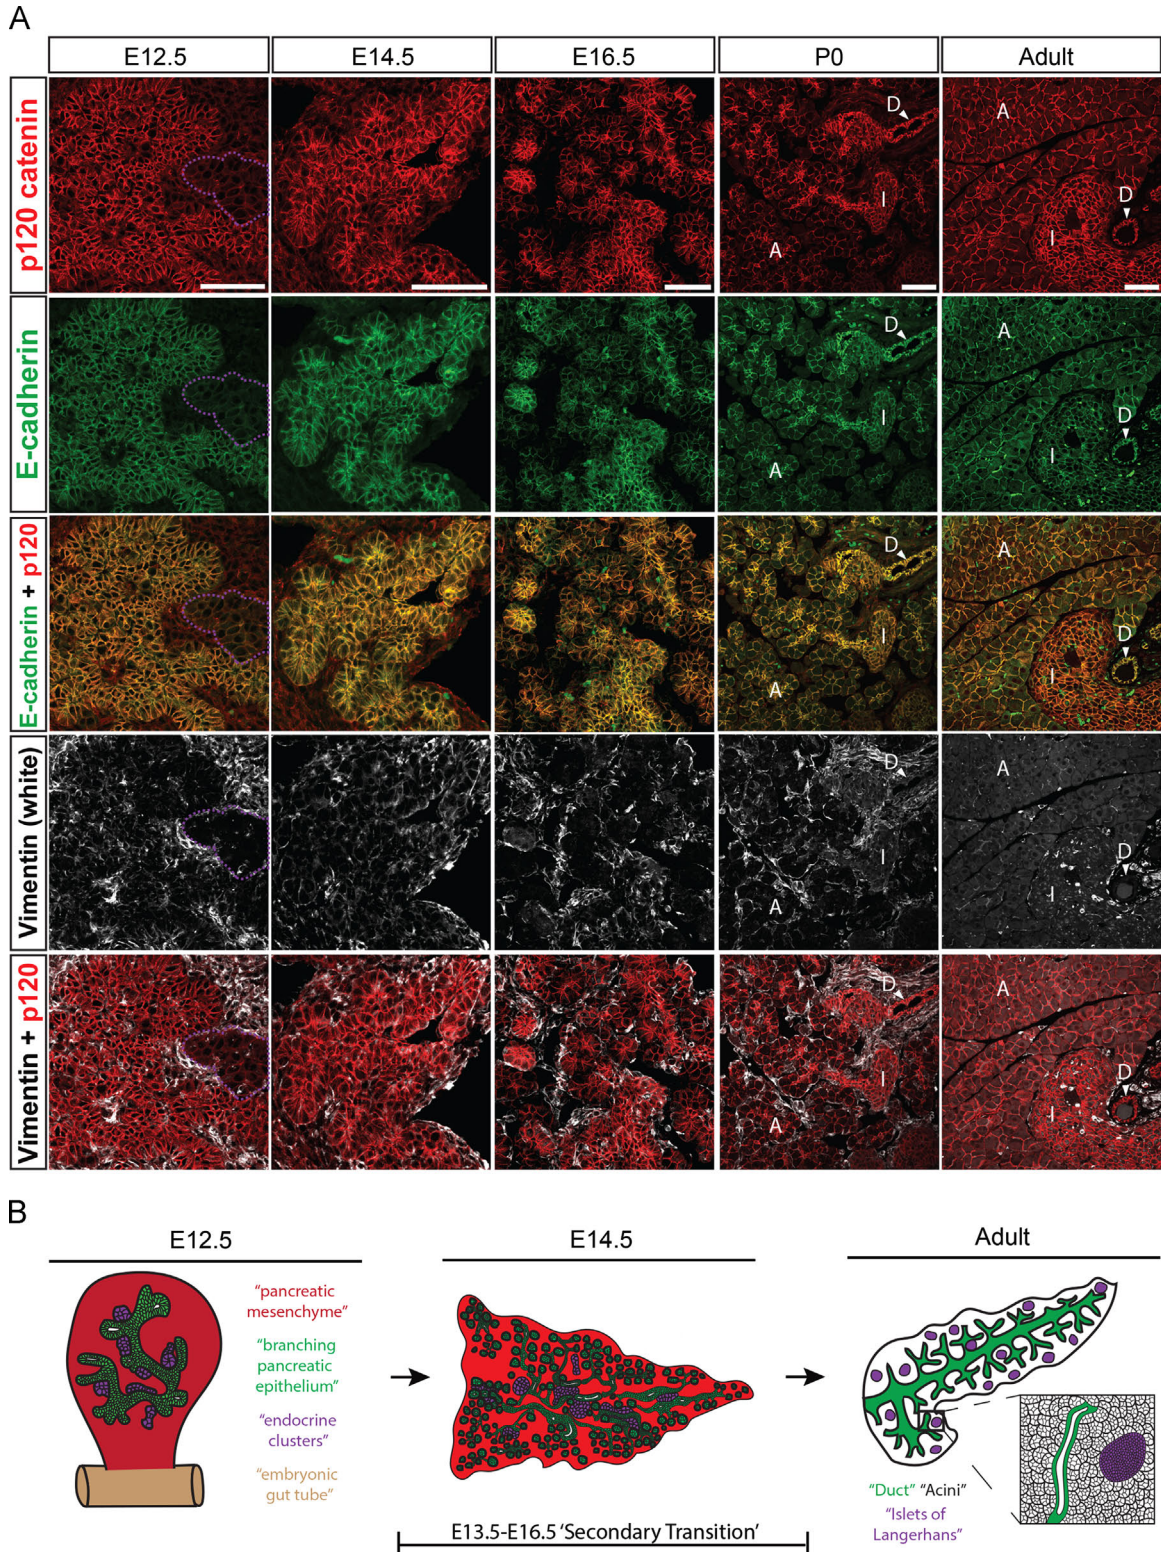 A
E12.5
E14.5
E16.5
P0
Adult
p120 catenin
D
I
A
A
D
I
E-cadherin
D
I
A
A
D
I
E-cadherin + p120
D
I
A
A
D
I
Vimentin (white)
D
I
A
A
D
I
Vimentin + p120
D
I
A
A
D
I
B
E12.5
E14.5
Adult
"pancreatic
mesenchyme"
"branching
pancreatic
epithelium"
"endocrine
clusters"
"embryonic
gut tube"
E13.5-E16.5 'Secondary Transition'
"Duct" "Acini"
"Islets of
Langerhans"